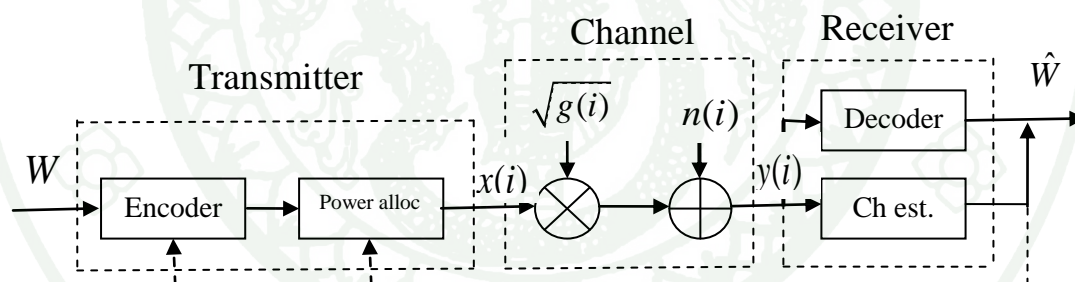 Transmitter
Channel
Receiver
W
Encoder
Power alloc
x(i)
√g(i)
n(i)
y(i)
Decoder
Ch est.
Ŵ